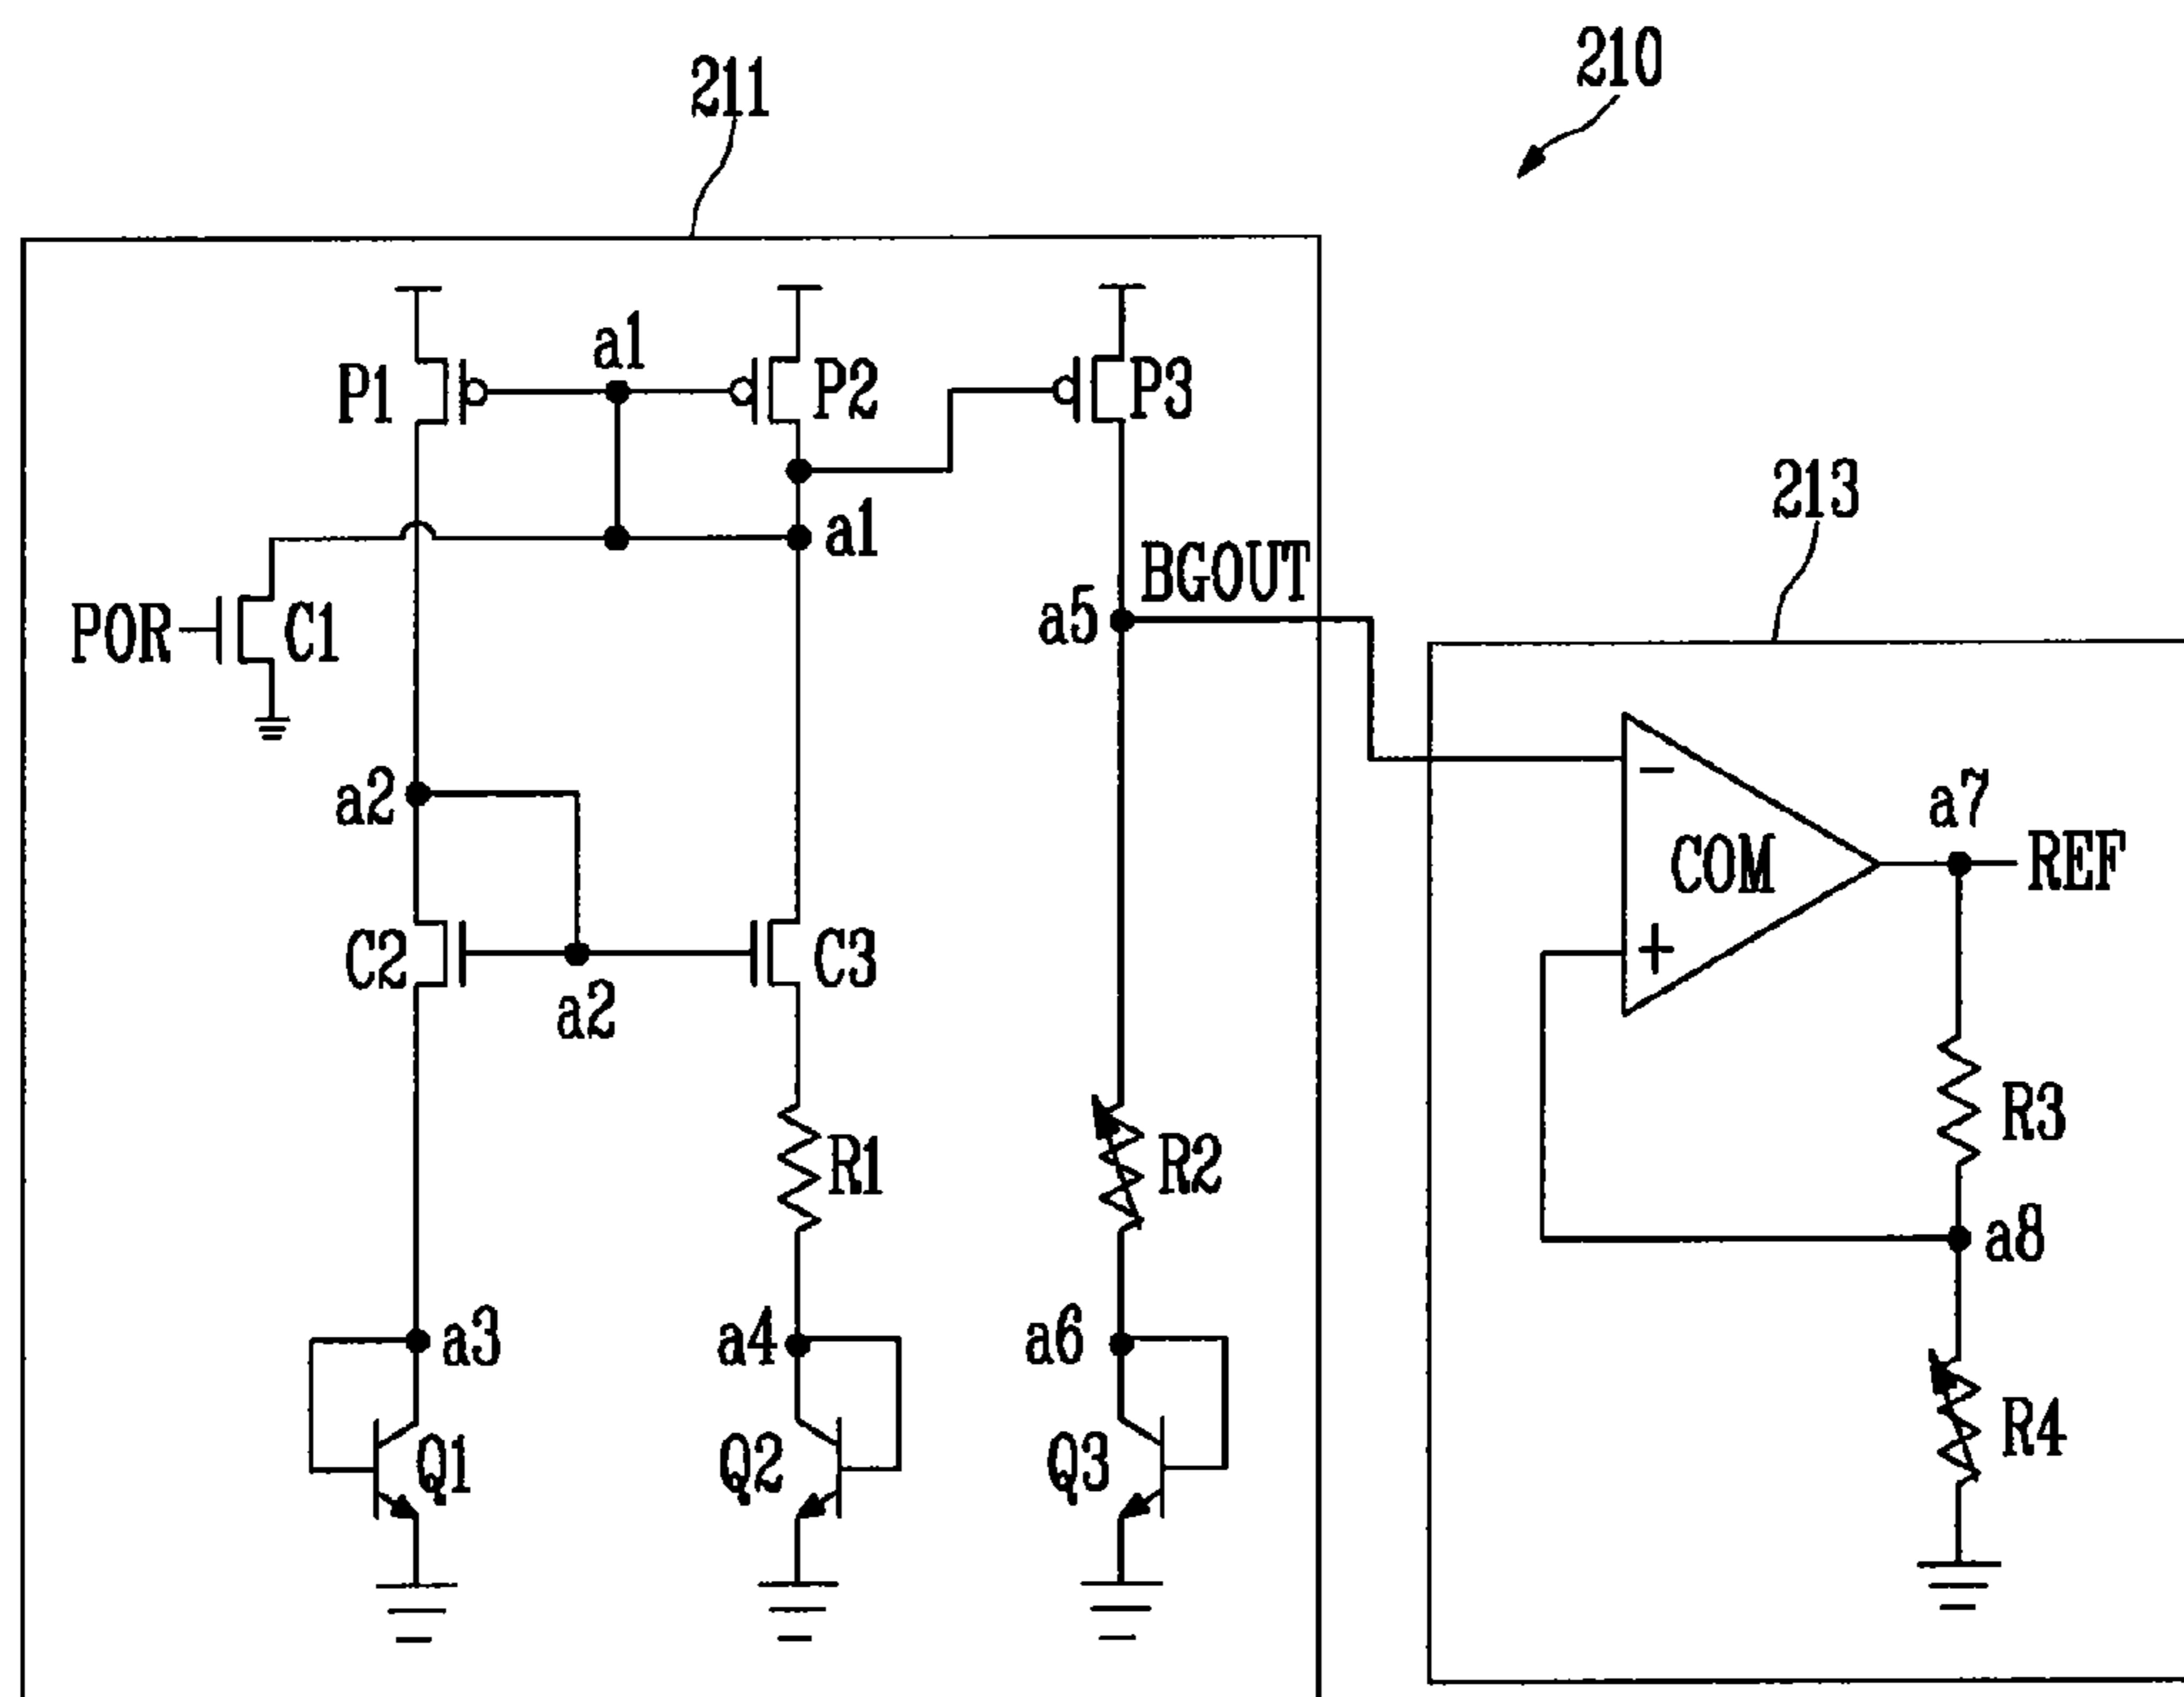 210
211
a1
P1
P2
P3
213
a1
BGOUT
a5
POR
C1
a2
a7
COM
REF
-
+
C2
C3
a2
R3
R1
R2
a8
a3
a4
a6
R4
Q1
Q2
Q3